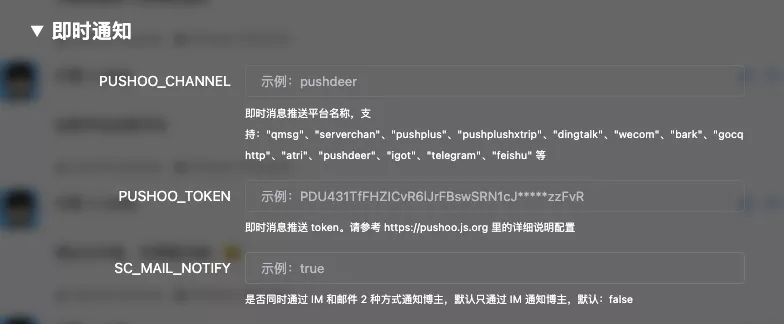 ▼ 即时通知
PUSHOO_CHANNEL
示例：pushdeer
即时消息推送平台名称，支
持："qmsg"、"serverchan"、"pushplus"、"pushplushxtrip"、"dingtalk"、"wecom"、"bark"、"gocq
http"、"atri"、"pushdeer"、"igot"、"telegram"、"feishu" 等
PUSHOO_TOKEN
示例：PDU431TfFHZICvR6lJrFBswSRN1cJ*****zzFvR
即时消息推送 token。请参考 https://pushoo.js.org 里的详细说明配置
SC_MAIL_NOTIFY
示例：true
是否同时通过 IM 和邮件 2 种方式通知博主，默认只通过 IM 通知博主，默认：false